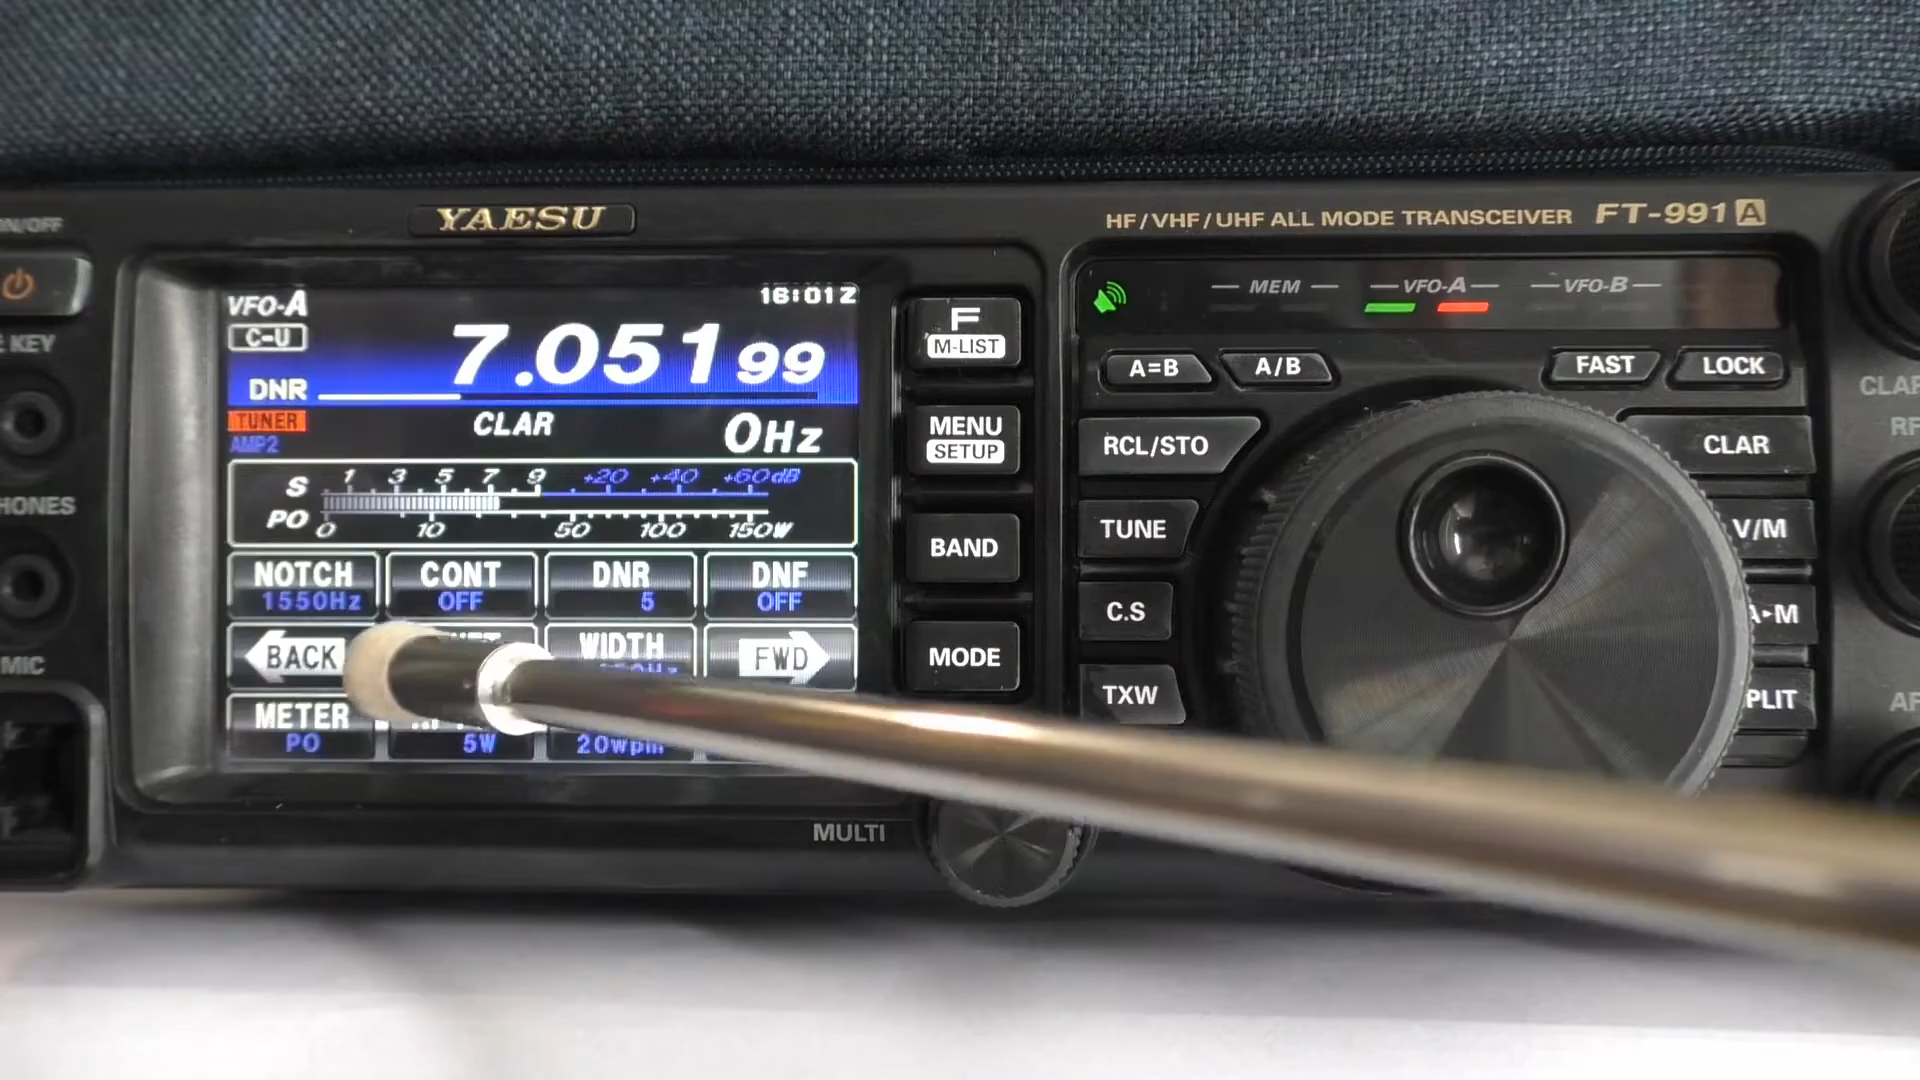 ON/OFF
YAESU
HF/VHF/UHF ALL MODE TRANSCEIVER FT-991A
VFO-A
16:01Z
C-U
7.05199
DNR
TUNER
AMP2
CLAR
0Hz
S 1 3 5 7 9 +20 +40 +60dB
PO 0 10 50 100 150W
NOTCH
1550Hz
CONT
OFF
DNR
5
DNF
OFF
BACK
WIDTH
FWD
METER
PO
5W
20wpm
F
M-LIST
MENU
SETUP
BAND
MODE
MULTI
MEM
VFO-A
VFO-B
A=B
A/B
FAST
LOCK
RCL/STO
CLAR
TUNE
V/M
C.S
A▸M
TXW
PLIT
KEY
HONES
MIC
CLAR
RF
AF